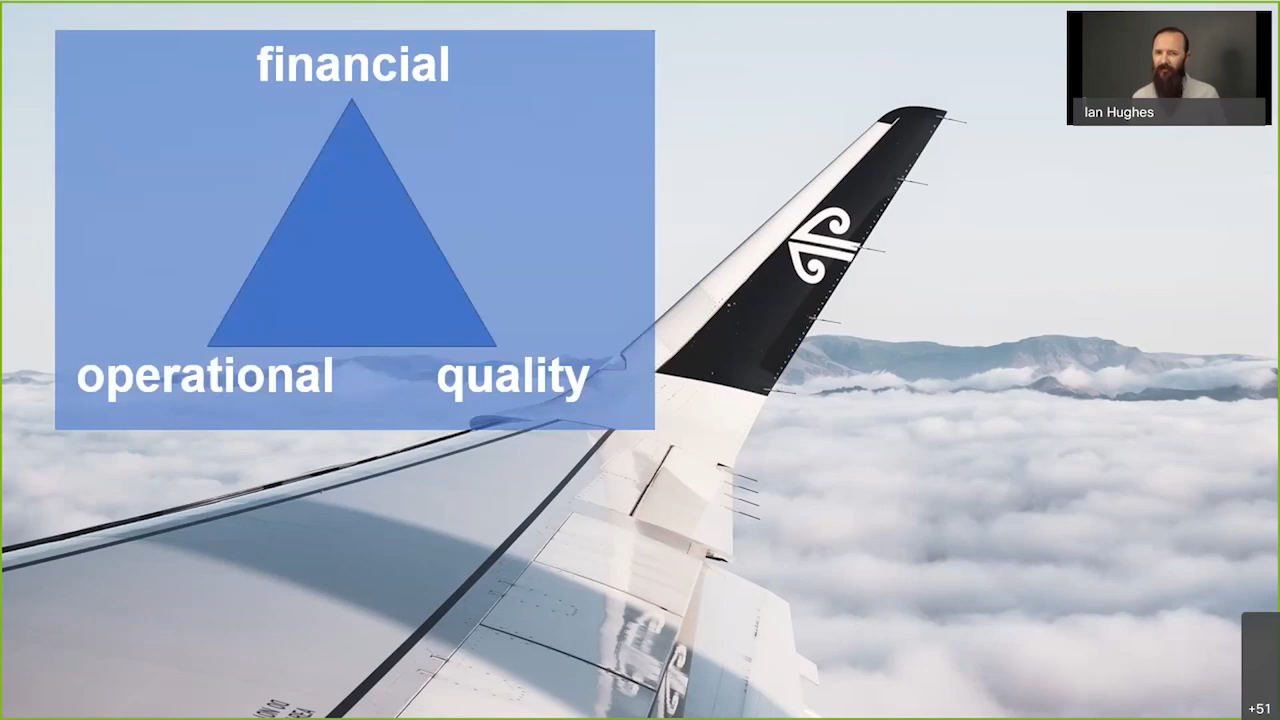 financial
operational
quality
Ian Hughes
+51